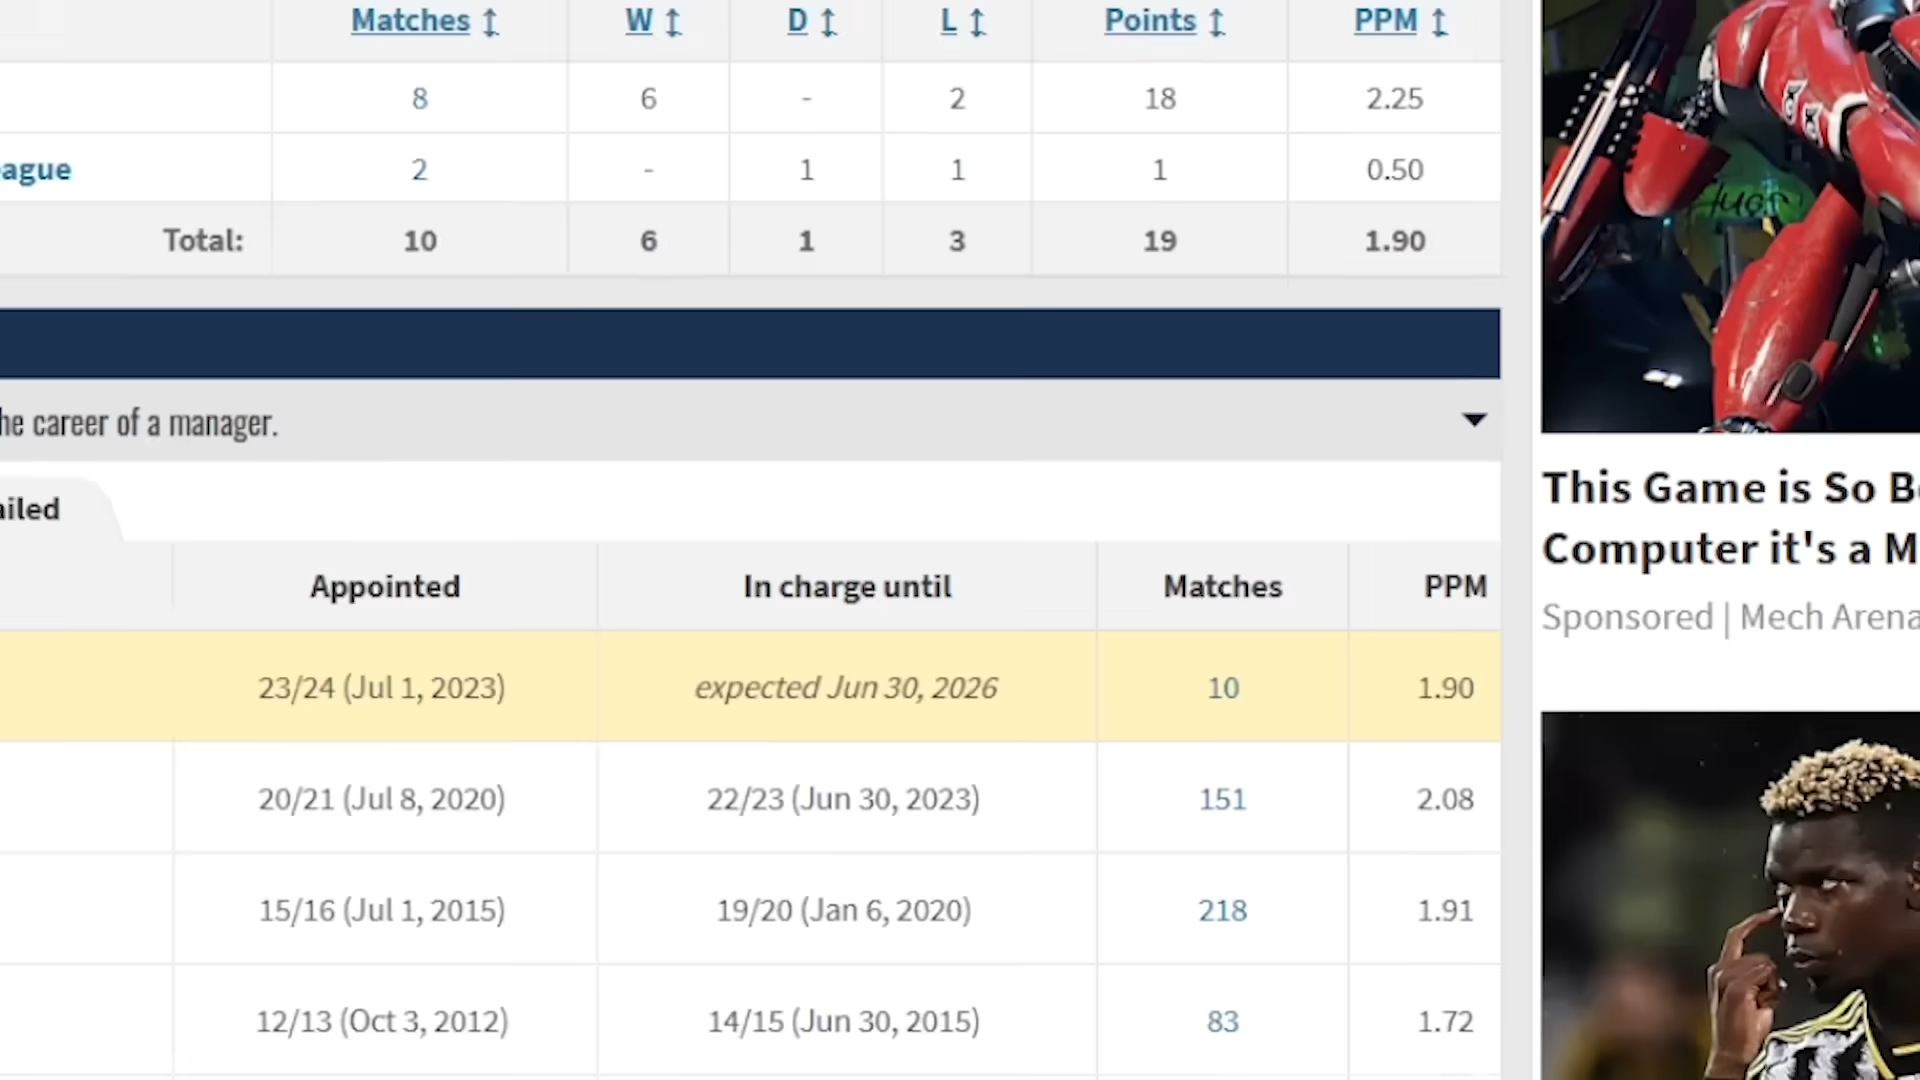 Matches W D L Points PPM
8 6 - 2 18 2.25
ague 2 - 1 1 1 0.50
Total: 10 6 1 3 19 1.90
he career of a manager.
ailed
Appointed In charge until Matches PPM
23/24 (Jul 1, 2023) expected Jun 30, 2026 10 1.90
20/21 (Jul 8, 2020) 22/23 (Jun 30, 2023) 151 2.08
15/16 (Jul 1, 2015) 19/20 (Jan 6, 2020) 218 1.91
12/13 (Oct 3, 2012) 14/15 (Jun 30, 2015) 83 1.72
This Game is So B
Computer it's a M
Sponsored | Mech Arena